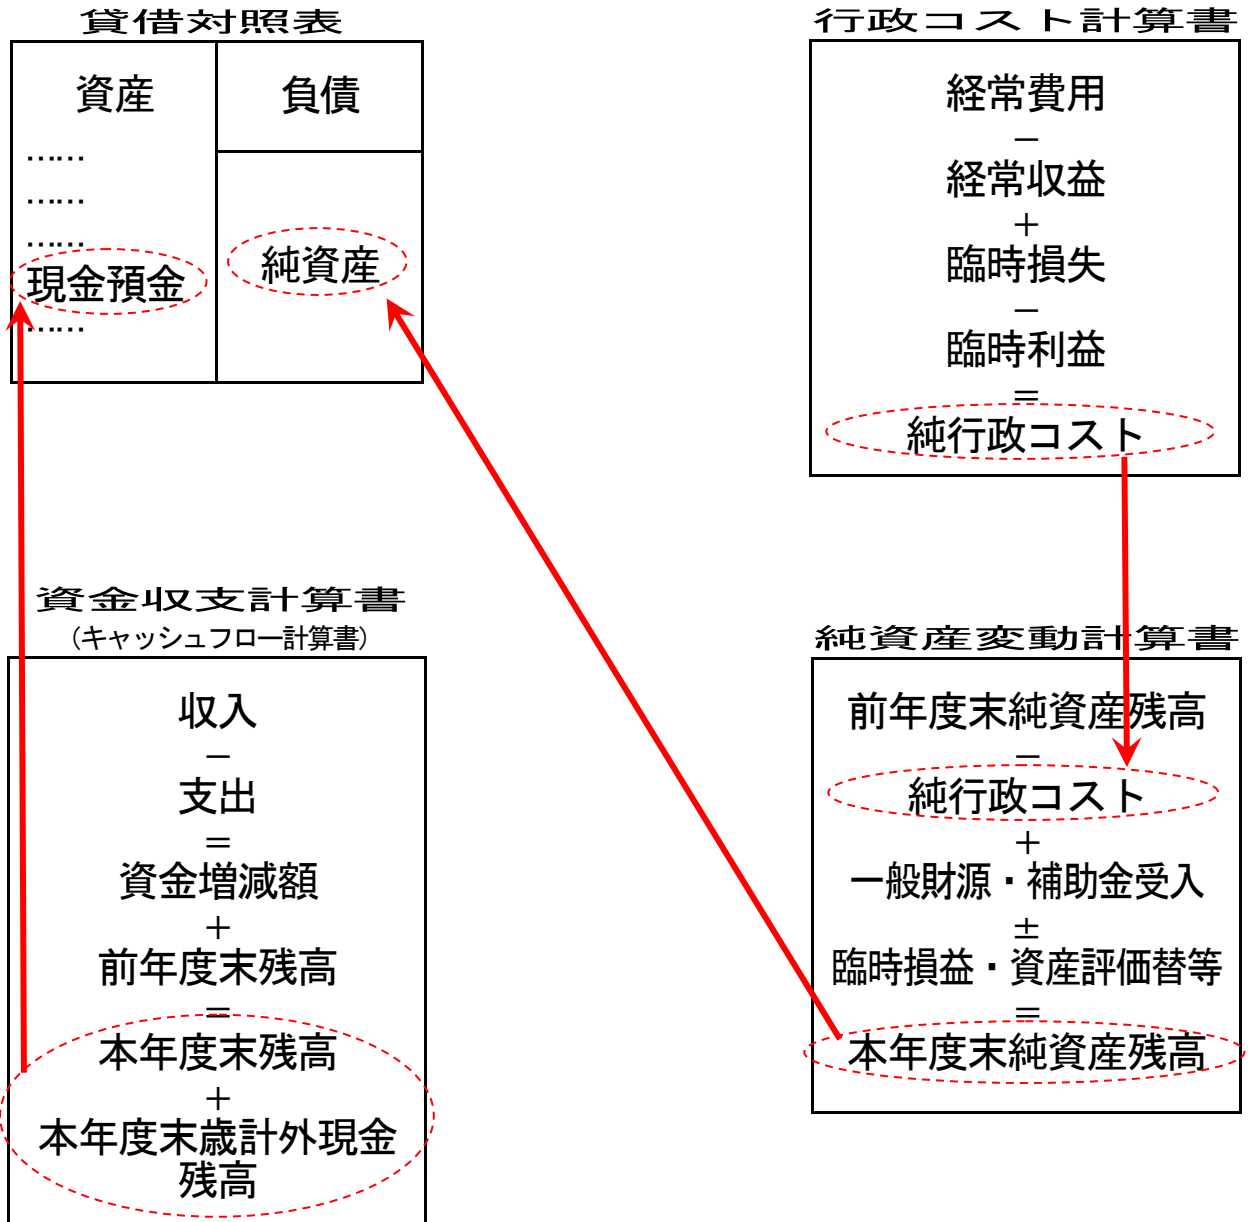 貸借対照表
資産
……
……
……
現金預金
……
負債
純資産
行政コスト計算書
経常費用
－
経常収益
＋
臨時損失
－
臨時利益
＝
純行政コスト
資金収支計算書
（キャッシュフロー計算書）
収入
－
支出
＝
資金増減額
＋
前年度末残高
＝
本年度末残高
＋
本年度末歳計外現金
残高
純資産変動計算書
前年度末純資産残高
－
純行政コスト
＋
一般財源・補助金受入
±
臨時損益・資産評価替等
＝
本年度末純資産残高